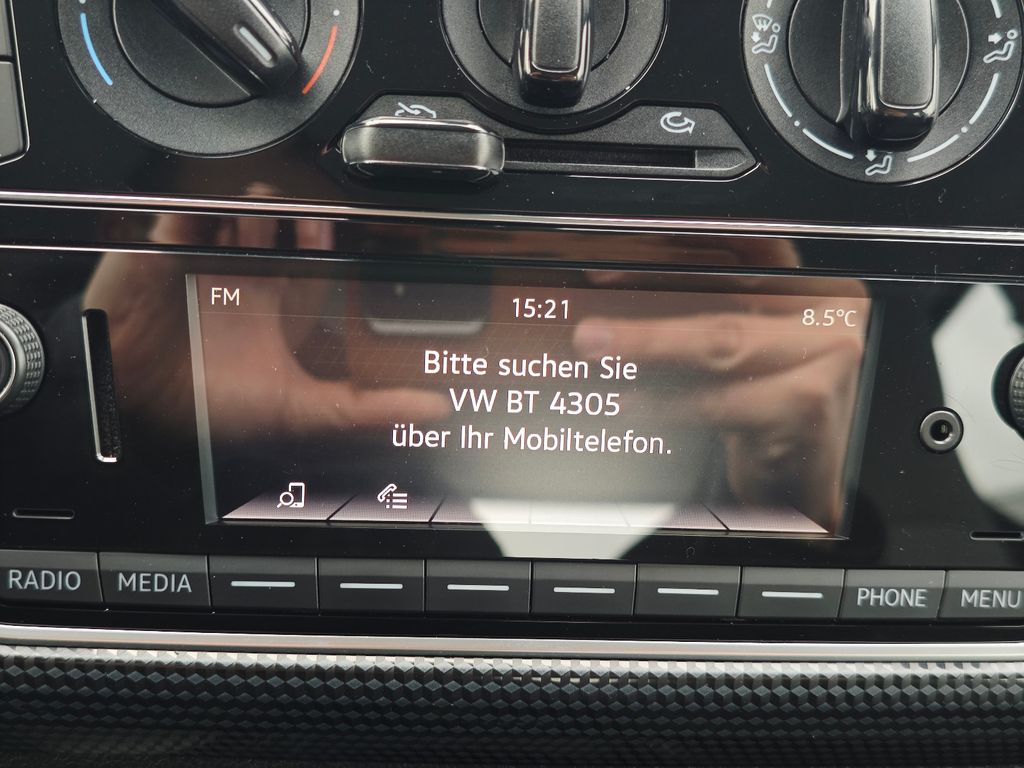 FM
15:21
8.5°C
Bitte suchen Sie
VW BT 4305
über Ihr Mobiltelefon.
RADIO
MEDIA
PHONE
MENU